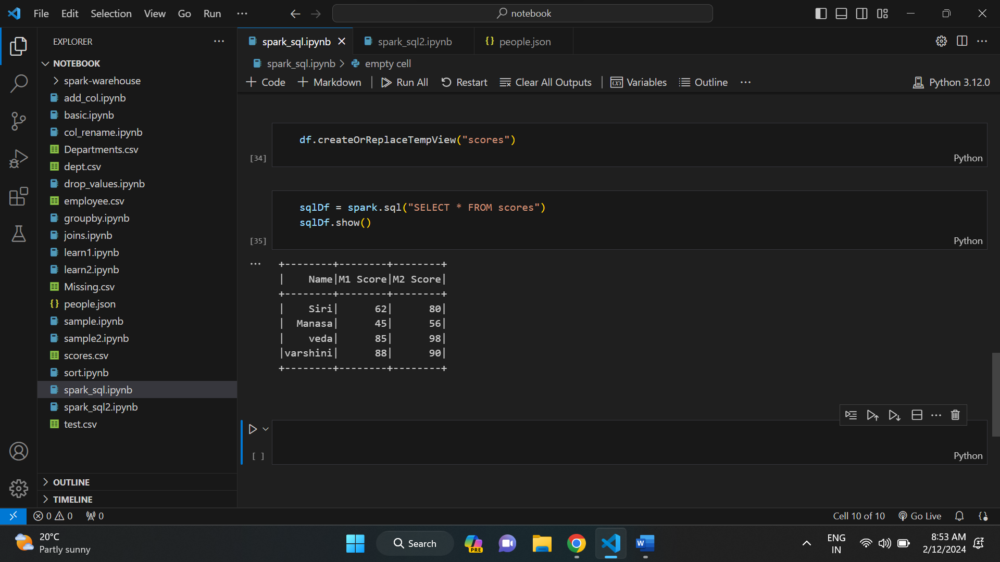 File Edit Selection View Go Run ···
notebook
EXPLORER ···
NOTEBOOK
spark-warehouse
add_col.ipynb
basic.ipynb
col_rename.ipynb
Departments.csv
dept.csv
drop_values.ipynb
employee.csv
groupby.ipynb
joins.ipynb
learn1.ipynb
learn2.ipynb
Missing.csv
people.json
sample.ipynb
sample2.ipynb
scores.csv
sort.ipynb
spark_sql.ipynb
spark_sql2.ipynb
test.csv
OUTLINE
TIMELINE
spark_sql.ipynb spark_sql2.ipynb {} people.json
spark_sql.ipynb > empty cell
+ Code + Markdown | Run All Restart Clear All Outputs | Variables Outline ··· Python 3.12.0
df.createOrReplaceTempView("scores")
[34] Python
sqlDf = spark.sql("SELECT * FROM scores")
sqlDf.show()
[35] Python
+--------+--------+--------+
|    Name|M1 Score|M2 Score|
+--------+--------+--------+
|    Siri|      62|      80|
|  Manasa|      45|      56|
|    veda|      85|      98|
|varshini|      88|      90|
+--------+--------+--------+
[ ] Python
0 0 0 Cell 10 of 10 Go Live
20°C
Partly sunny
Search
PRE
W
ENG
IN
8:53 AM
2/12/2024